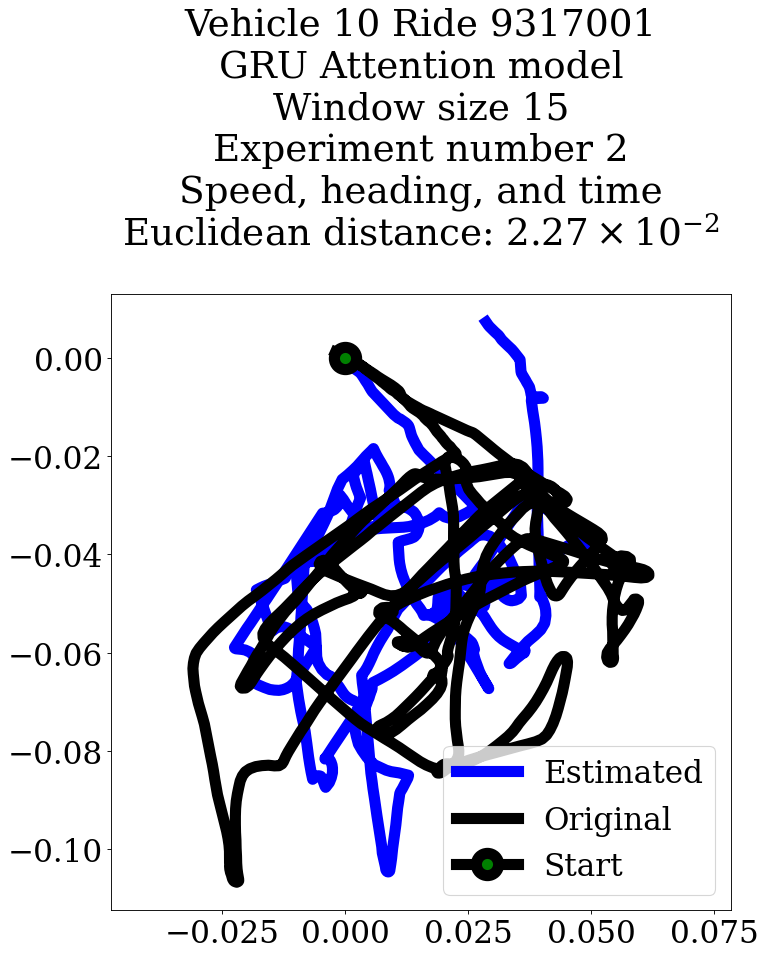 Vehicle 10 Ride 9317001
GRU Attention model
Window size 15
Experiment number 2
Speed, heading, and time
Euclidean distance: 2.27 × 10⁻²
0.00
−0.02
−0.04
−0.06
−0.08
−0.10
Estimated
Original
Start
−0.025 0.000 0.025 0.050 0.075